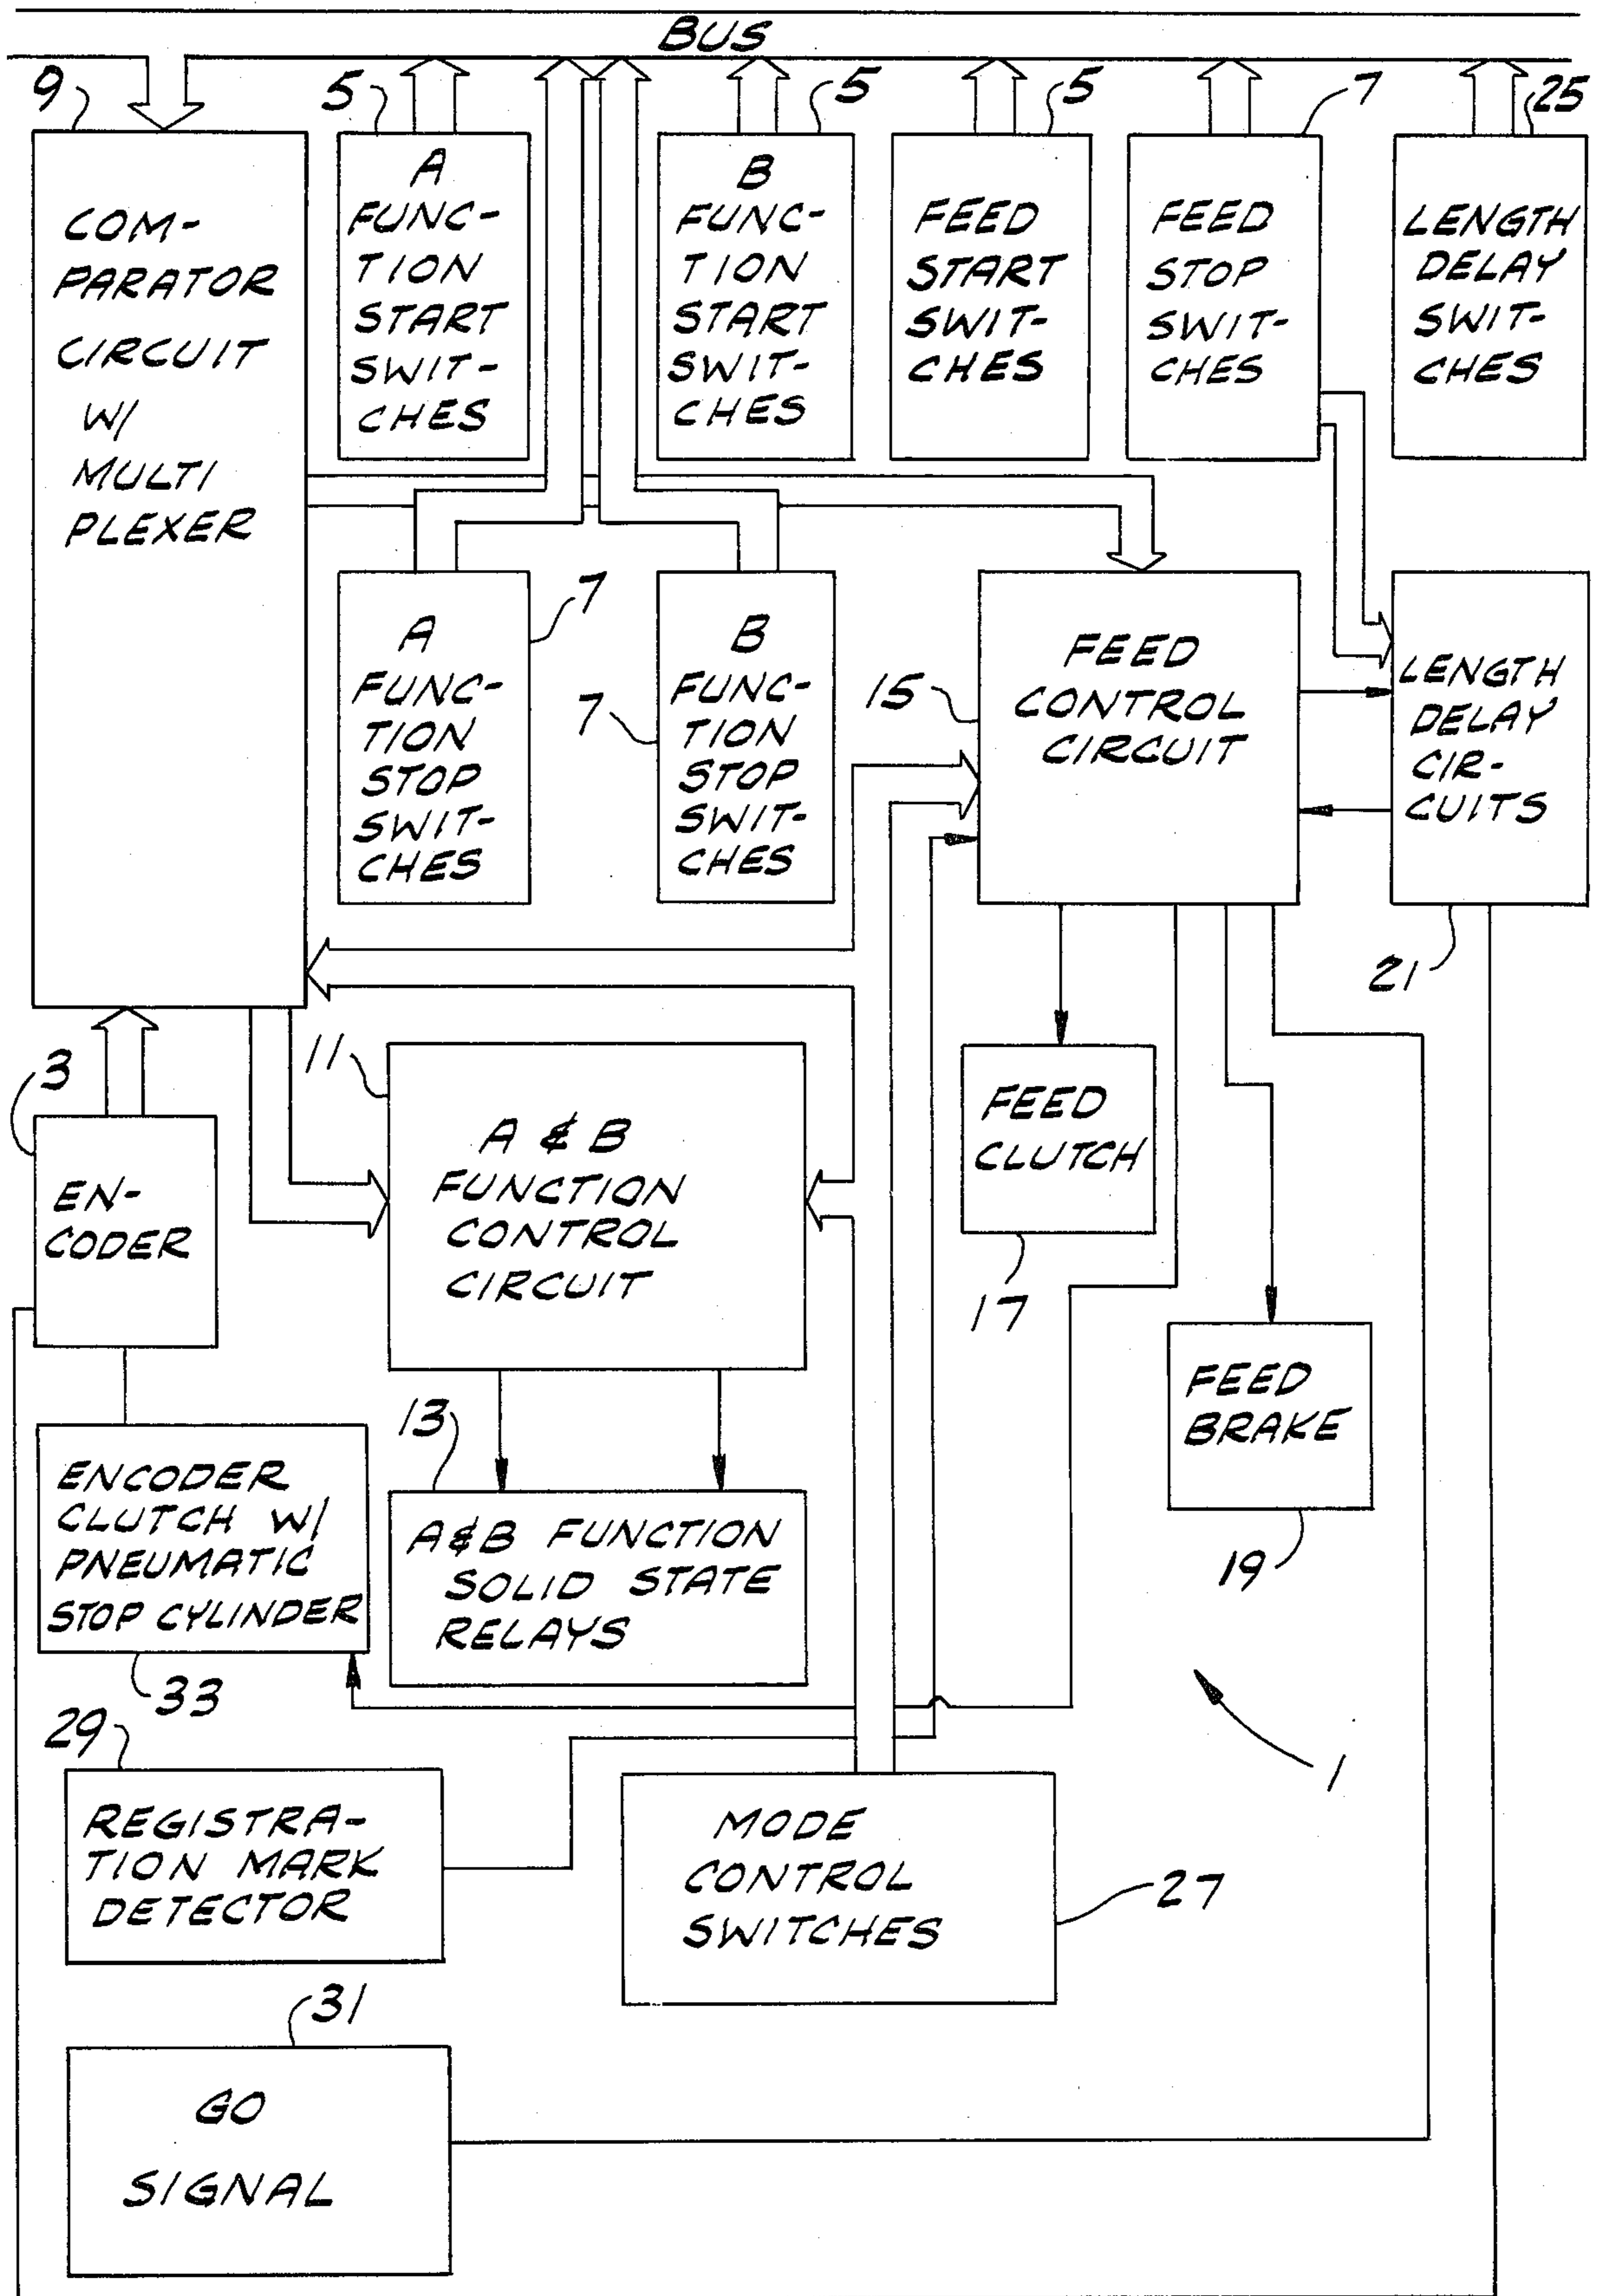 BUS
9
5
5
5
7
25
COM-
PARATOR
CIRCUIT
W/
MULTI
PLEXER
A
FUNC-
TION
START
SWIT-
CHES
B
FUNC-
TION
START
SWIT-
CHES
FEED
START
SWIT-
CHES
FEED
STOP
SWIT-
CHES
LENGTH
DELAY
SWIT-
CHES
A
FUNC-
TION
STOP
SWIT-
CHES
7
B
FUNC-
TION
STOP
SWIT-
CHES
7
15
FEED
CONTROL
CIRCUIT
LENGTH
DELAY
CIR-
CUITS
21
3
EN-
CODER
11
A & B
FUNCTION
CONTROL
CIRCUIT
FEED
CLUTCH
17
FEED
BRAKE
19
13
A&B FUNCTION
SOLID STATE
RELAYS
ENCODER
CLUTCH W/
PNEUMATIC
STOP CYLINDER
33
29
REGISTRA-
TION MARK
DETECTOR
MODE
CONTROL
SWITCHES
27
1
31
GO
SIGNAL